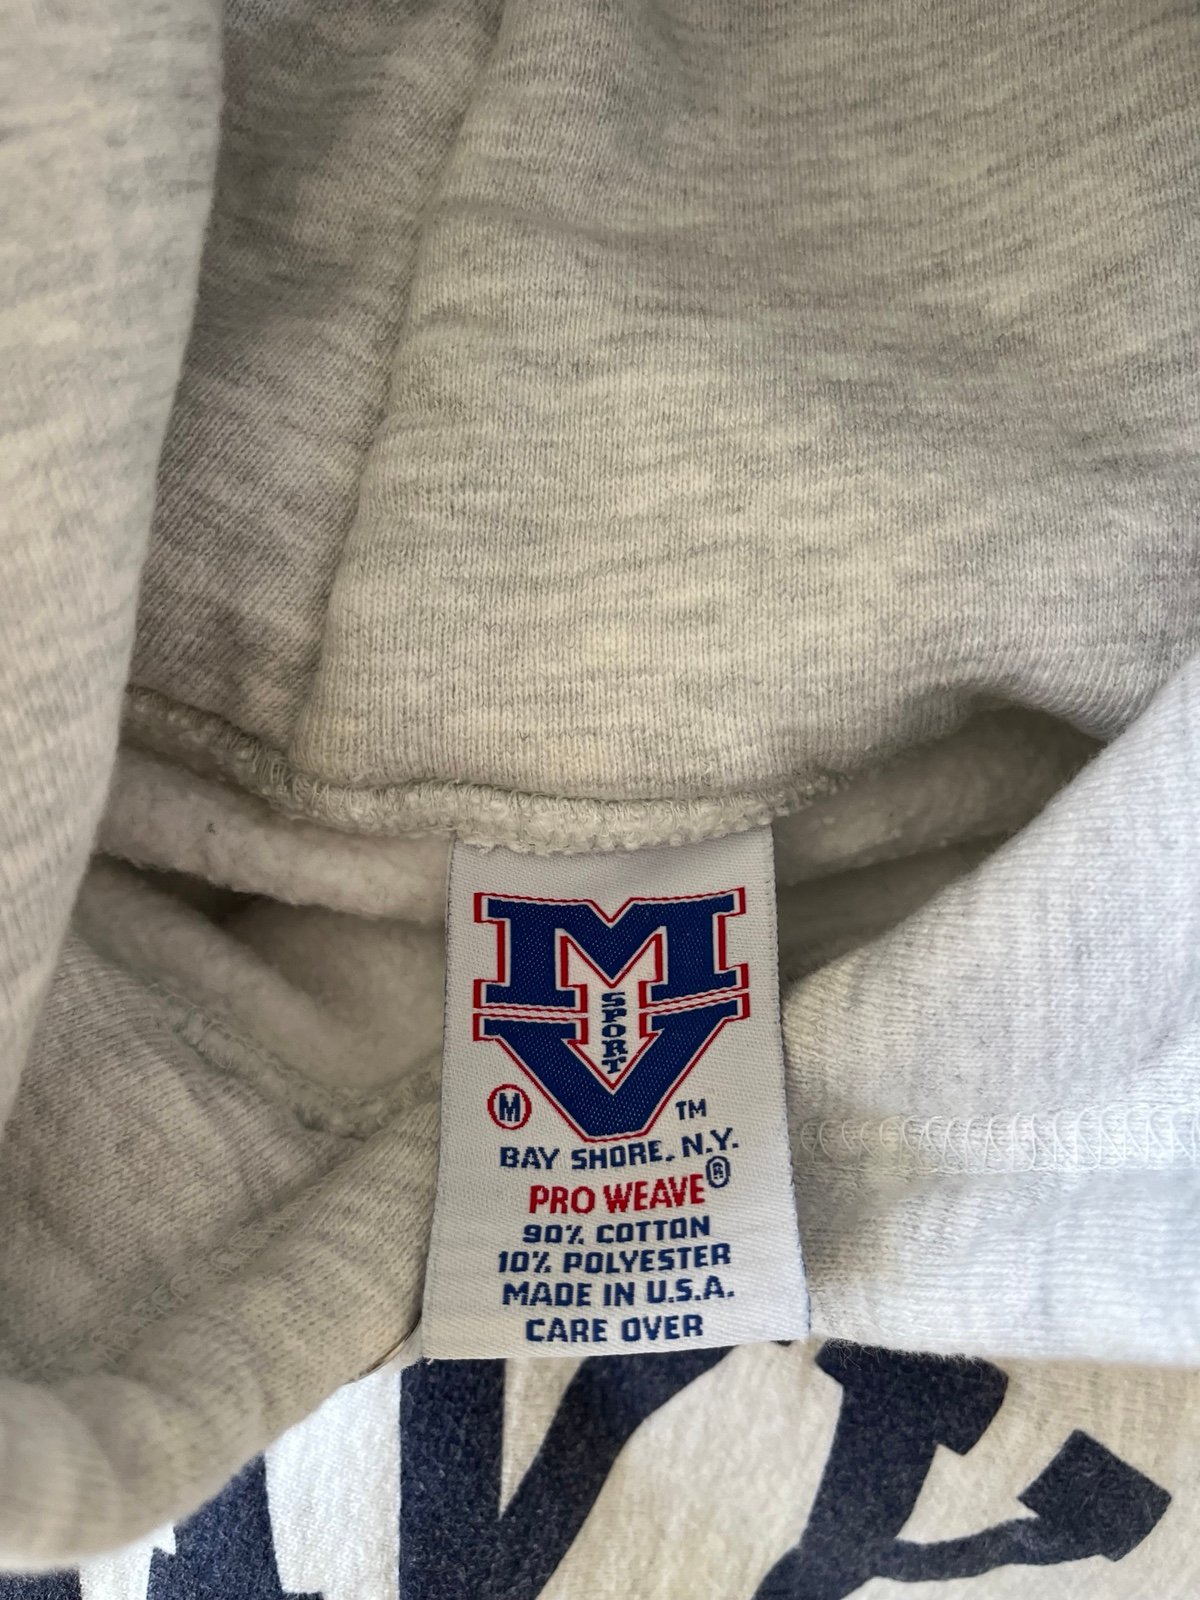 MV
SPORT
M
TM
BAY SHORE, N.Y.
PRO WEAVE®
90% COTTON
10% POLYESTER
MADE IN U.S.A.
CARE OVER